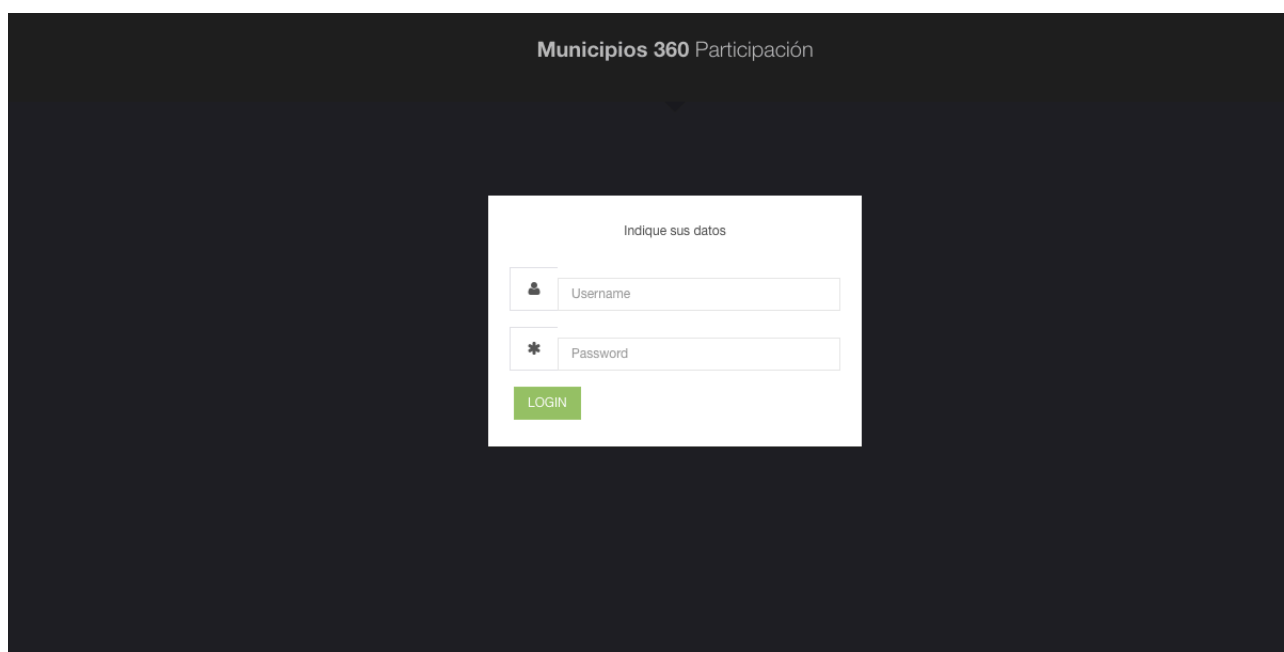 Municipios 360 Participación
Indique sus datos
Username
Password
LOGIN